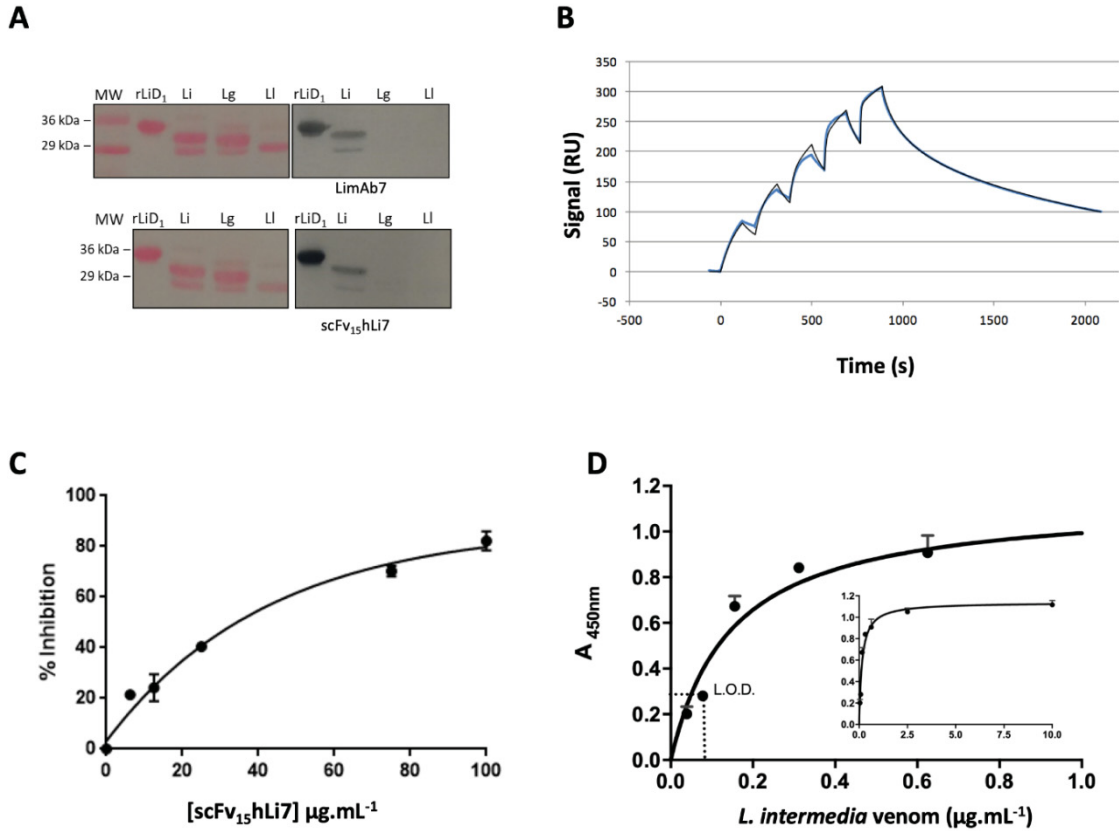 A
MW rLiD₁ Li Lg Ll rLiD₁ Li Lg Ll
36 kDa
29 kDa
LimAb7
MW rLiD₁ Li Lg Ll rLiD₁ Li Lg Ll
36 kDa
29 kDa
scFv₁₅hLi7
B
350
300
250
200
150
100
50
0
-50
Signal (RU)
-500 0 500 1000 1500 2000
Time (s)
C
100
80
60
40
20
0
% Inhibition
0 20 40 60 80 100
[scFv₁₅hLi7] µg.mL⁻¹
D
1.2
1.0
0.8
0.6
0.4
0.2
0.0
A 450nm
L.O.D.
1.2
1.0
0.8
0.6
0.4
0.2
0.0
0.0 2.5 5.0 7.5 10.0
0.0 0.2 0.4 0.6 0.8 1.0
L. intermedia venom (µg.mL⁻¹)